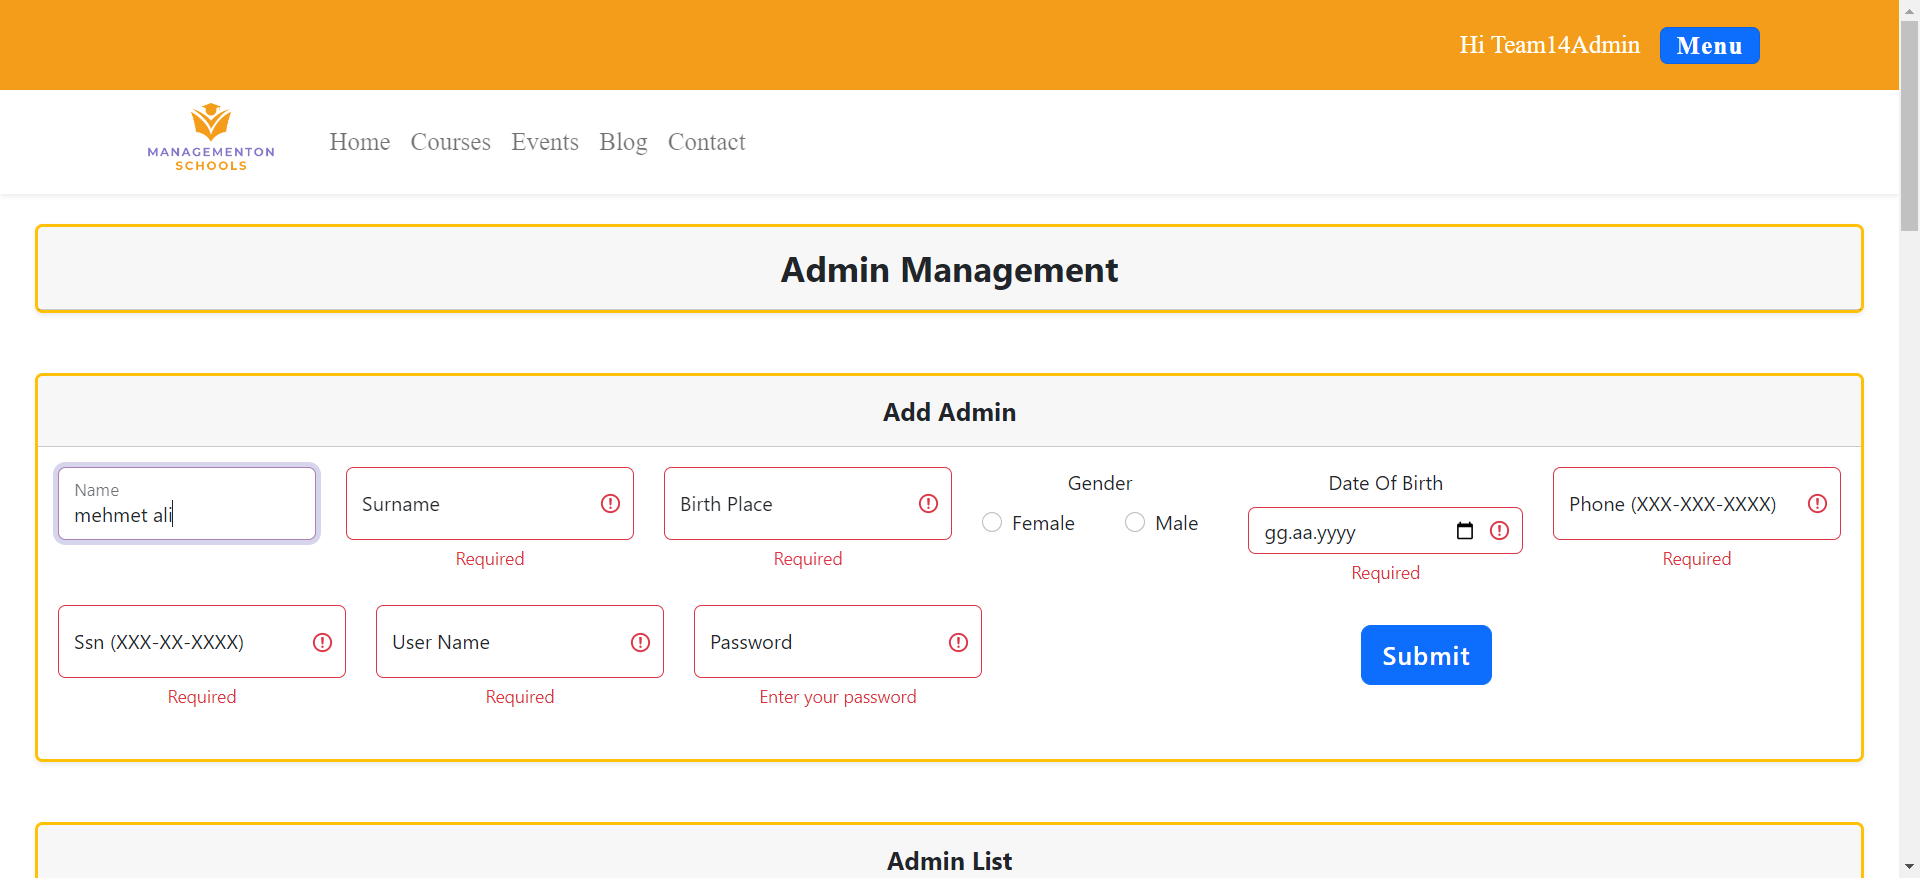 Hi Team14Admin
Menu
MANAGEMENTON
SCHOOLS
Home Courses Events Blog Contact
Admin Management
Add Admin
Name
mehmet ali
Surname
Required
Birth Place
Required
Gender
Female Male
Date Of Birth
gg.aa.yyyy
Required
Phone (XXX-XXX-XXXX)
Required
Ssn (XXX-XX-XXXX)
Required
User Name
Required
Password
Enter your password
Submit
Admin List